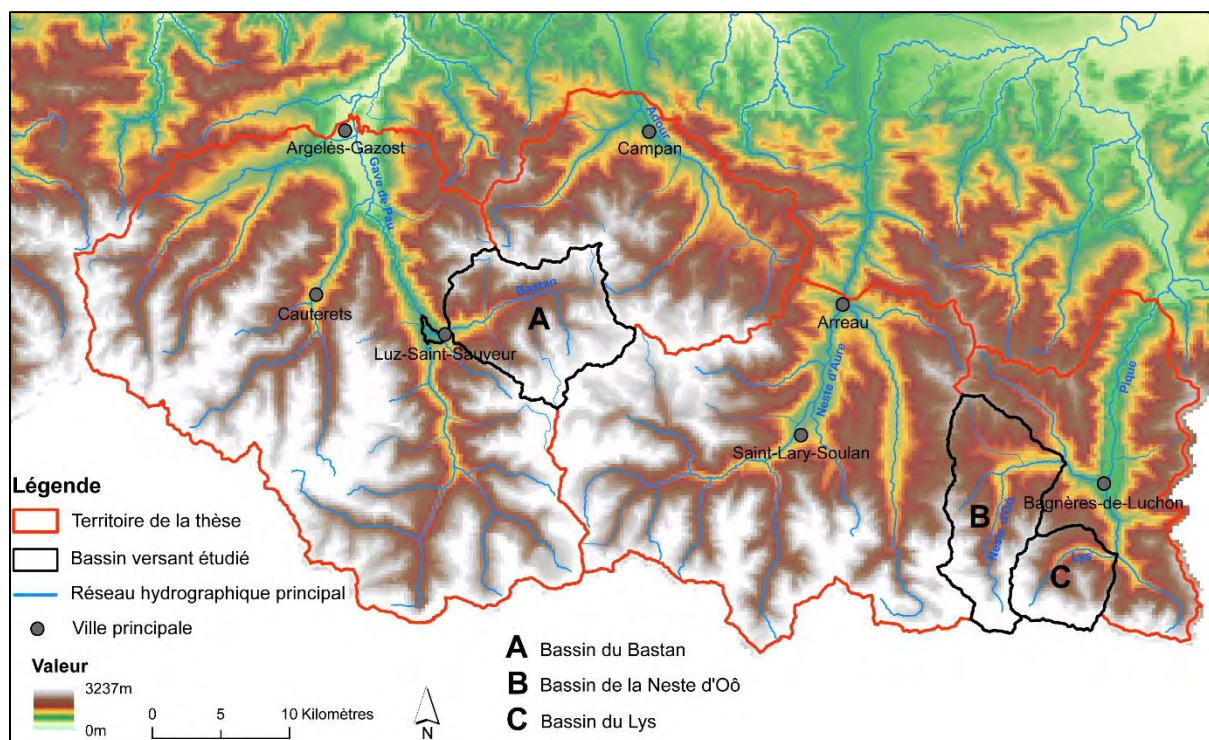 Argelès-Gazost
Gave de Pau
Adour
Campan
Cauterets
Bastan
A
Luz-Saint-Sauveur
Arreau
Neste d'Aure
Saint-Lary-Soulan
Pique
Bagnères-de-Luchon
B
Neste d'Oô
Lys
C
Légende
Territoire de la thèse
Bassin versant étudié
Réseau hydrographique principal
Ville principale
Valeur
3237m
0m
0 5 10 Kilomètres
N
A Bassin du Bastan
B Bassin de la Neste d'Oô
C Bassin du Lys